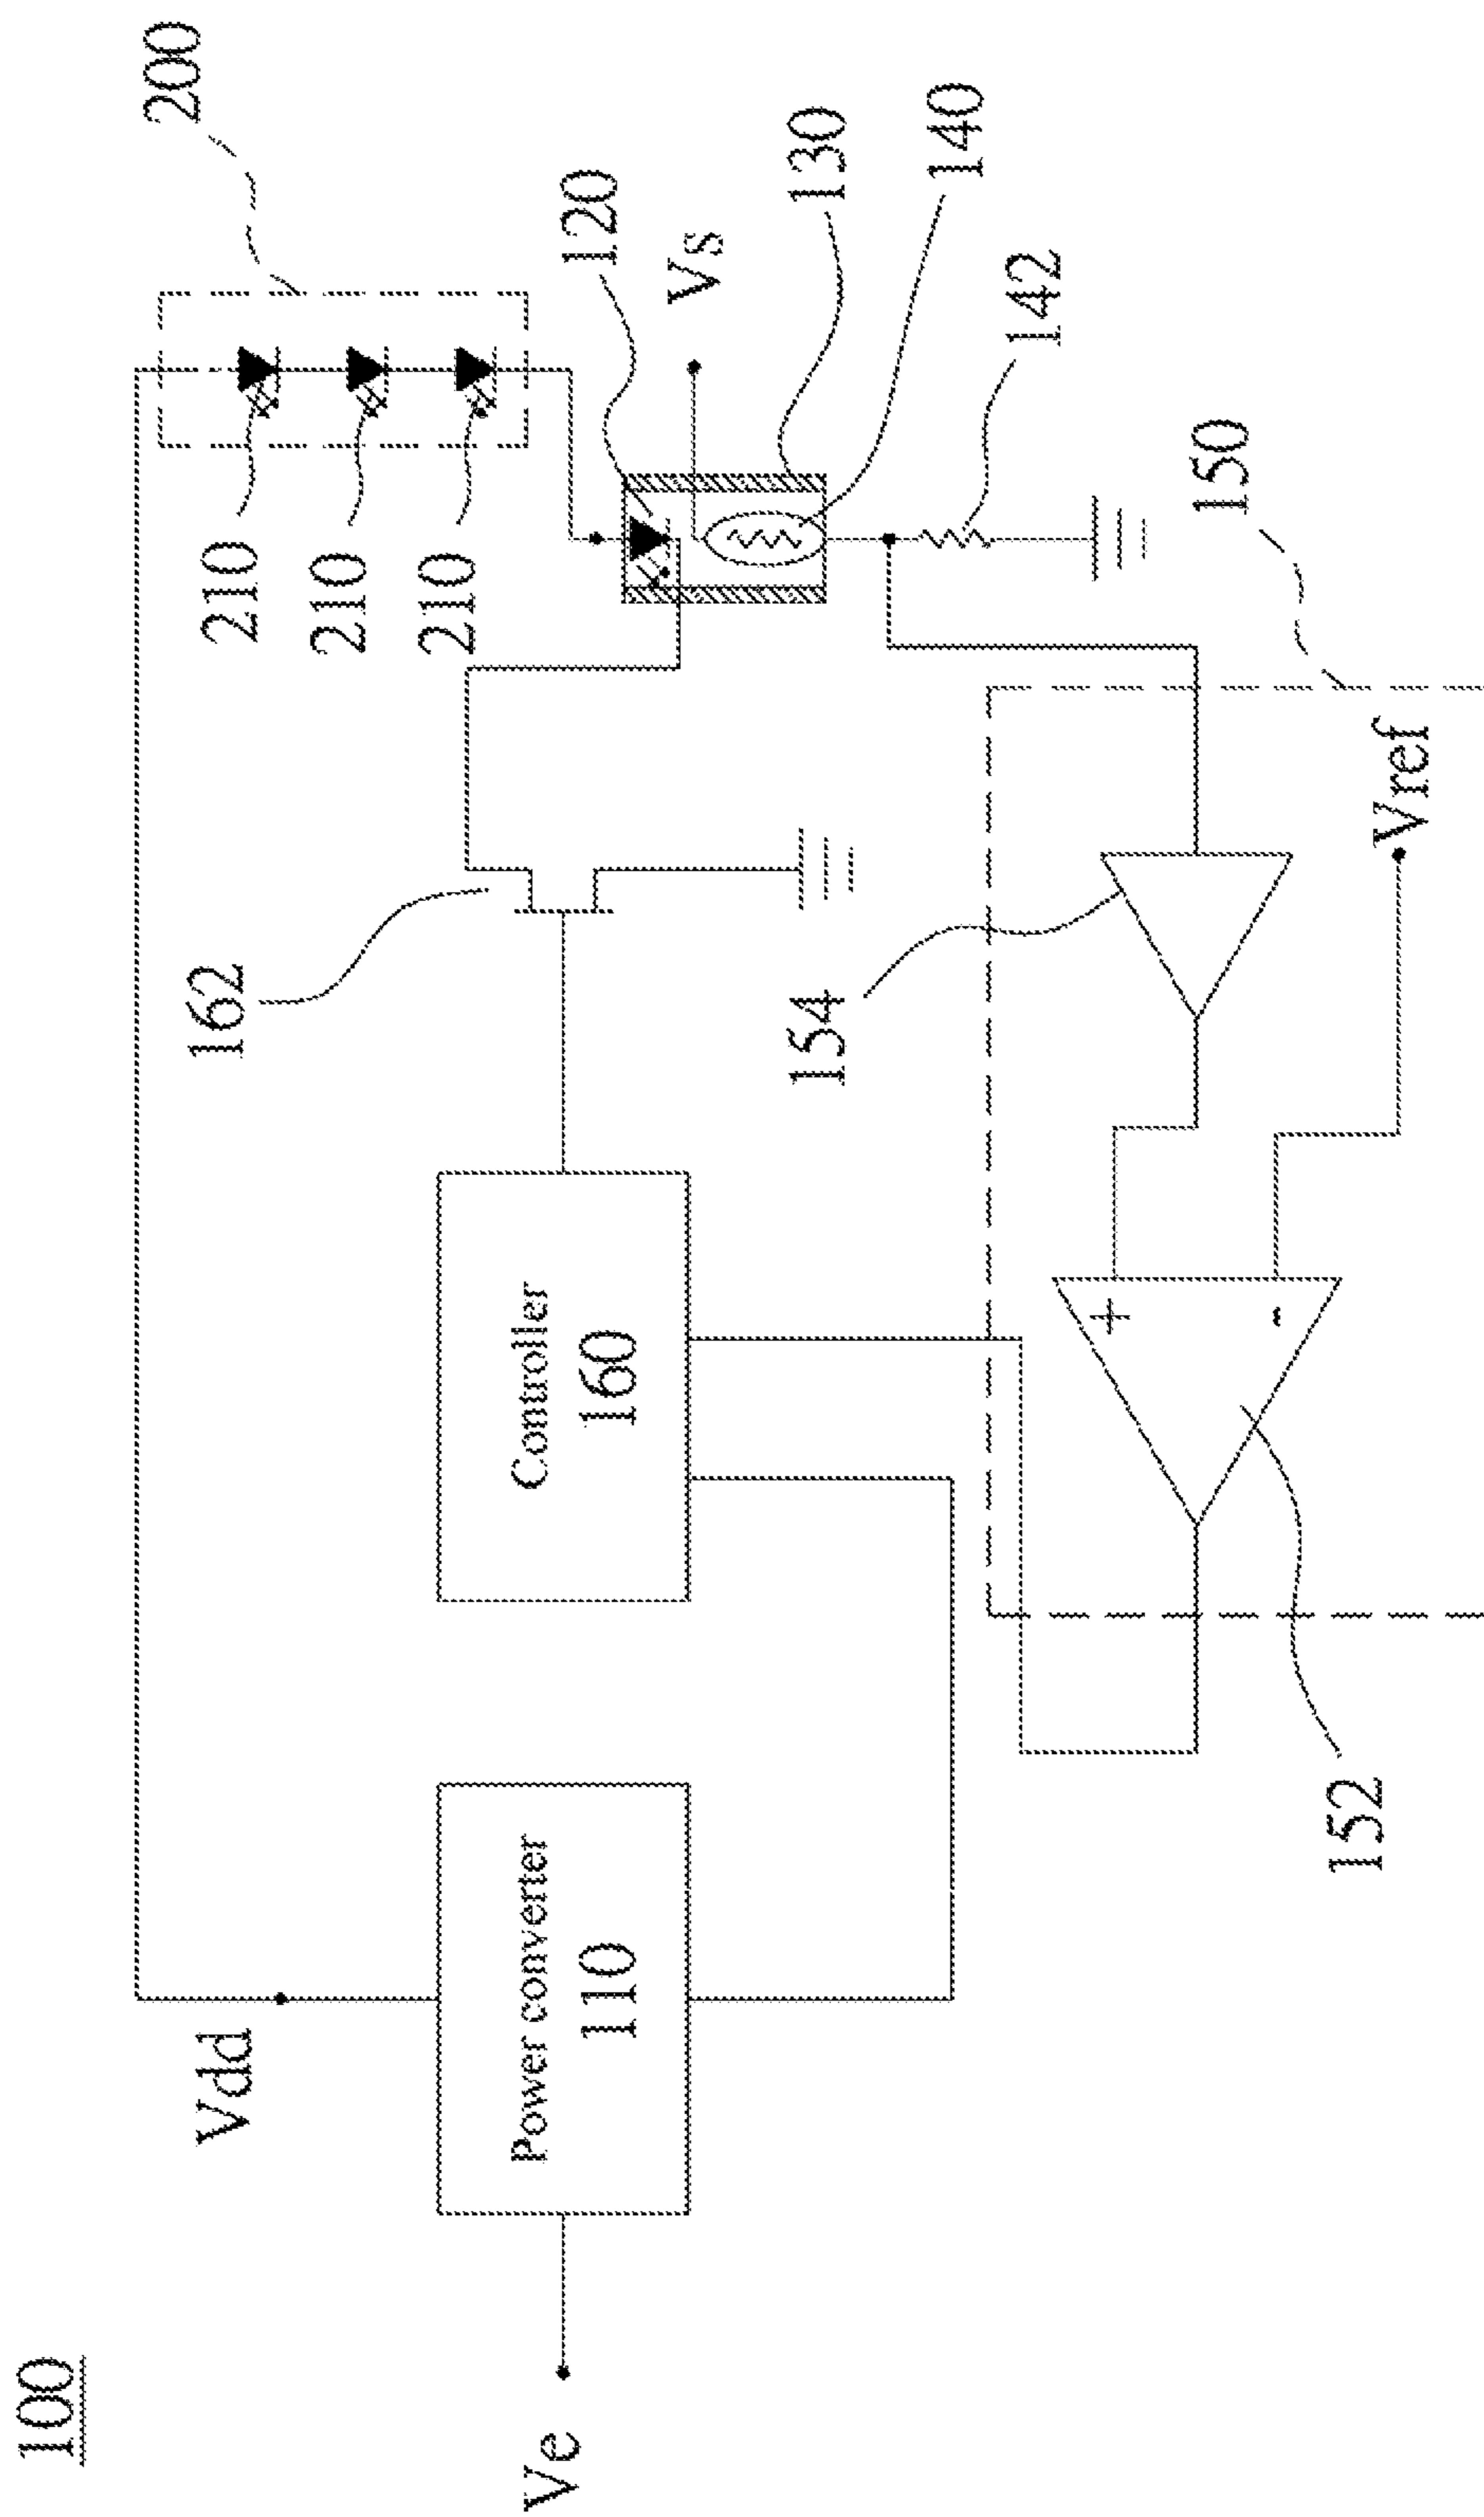 100
Vdd
200
210
210
210
120
Vs
130
140
142
162
Ve
Power converter
110
Controller
160
154
150
Vref
+
-
152